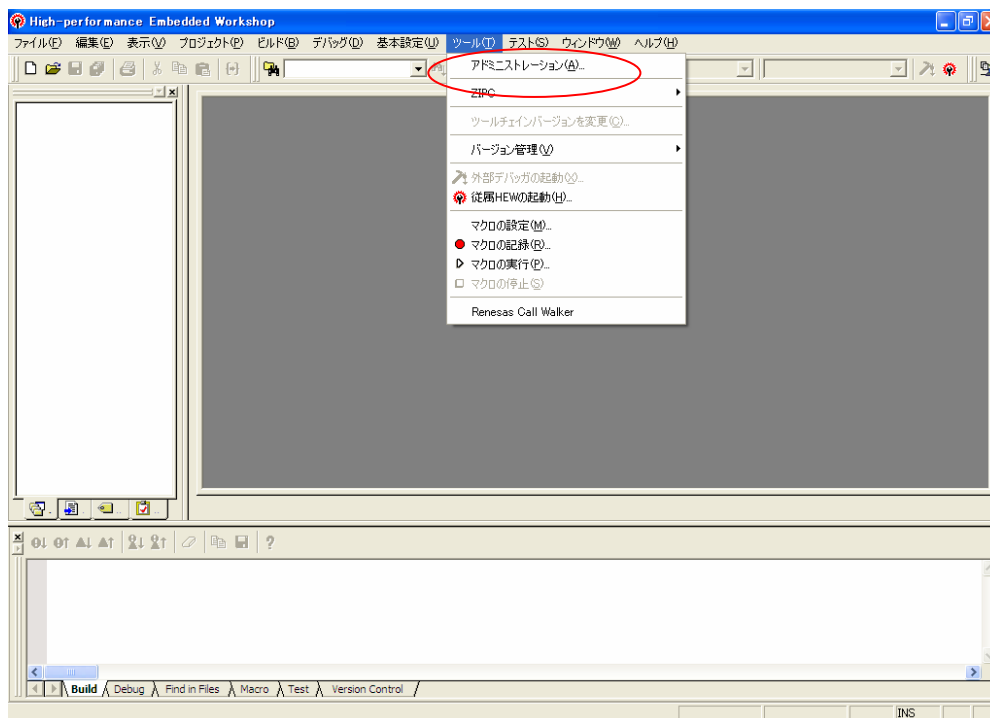 High-performance Embedded Workshop
ファイル(F) 編集(E) 表示(V) プロジェクト(P) ビルド(B) デバッグ(D) 基本設定(U) ツール(T) テスト(S) ウィンドウ(W) ヘルプ(H)
アドミニストレーション(A)...
ZIPC
ツールチェインバージョンを変更(C)...
バージョン管理(V)
外部デバッガの起動(X)...
従属HEWの起動(H)...
マクロの設定(M)...
マクロの記録(R)...
マクロの実行(P)...
マクロの停止(S)
Renesas Call Walker
Build Debug Find in Files Macro Test Version Control
INS